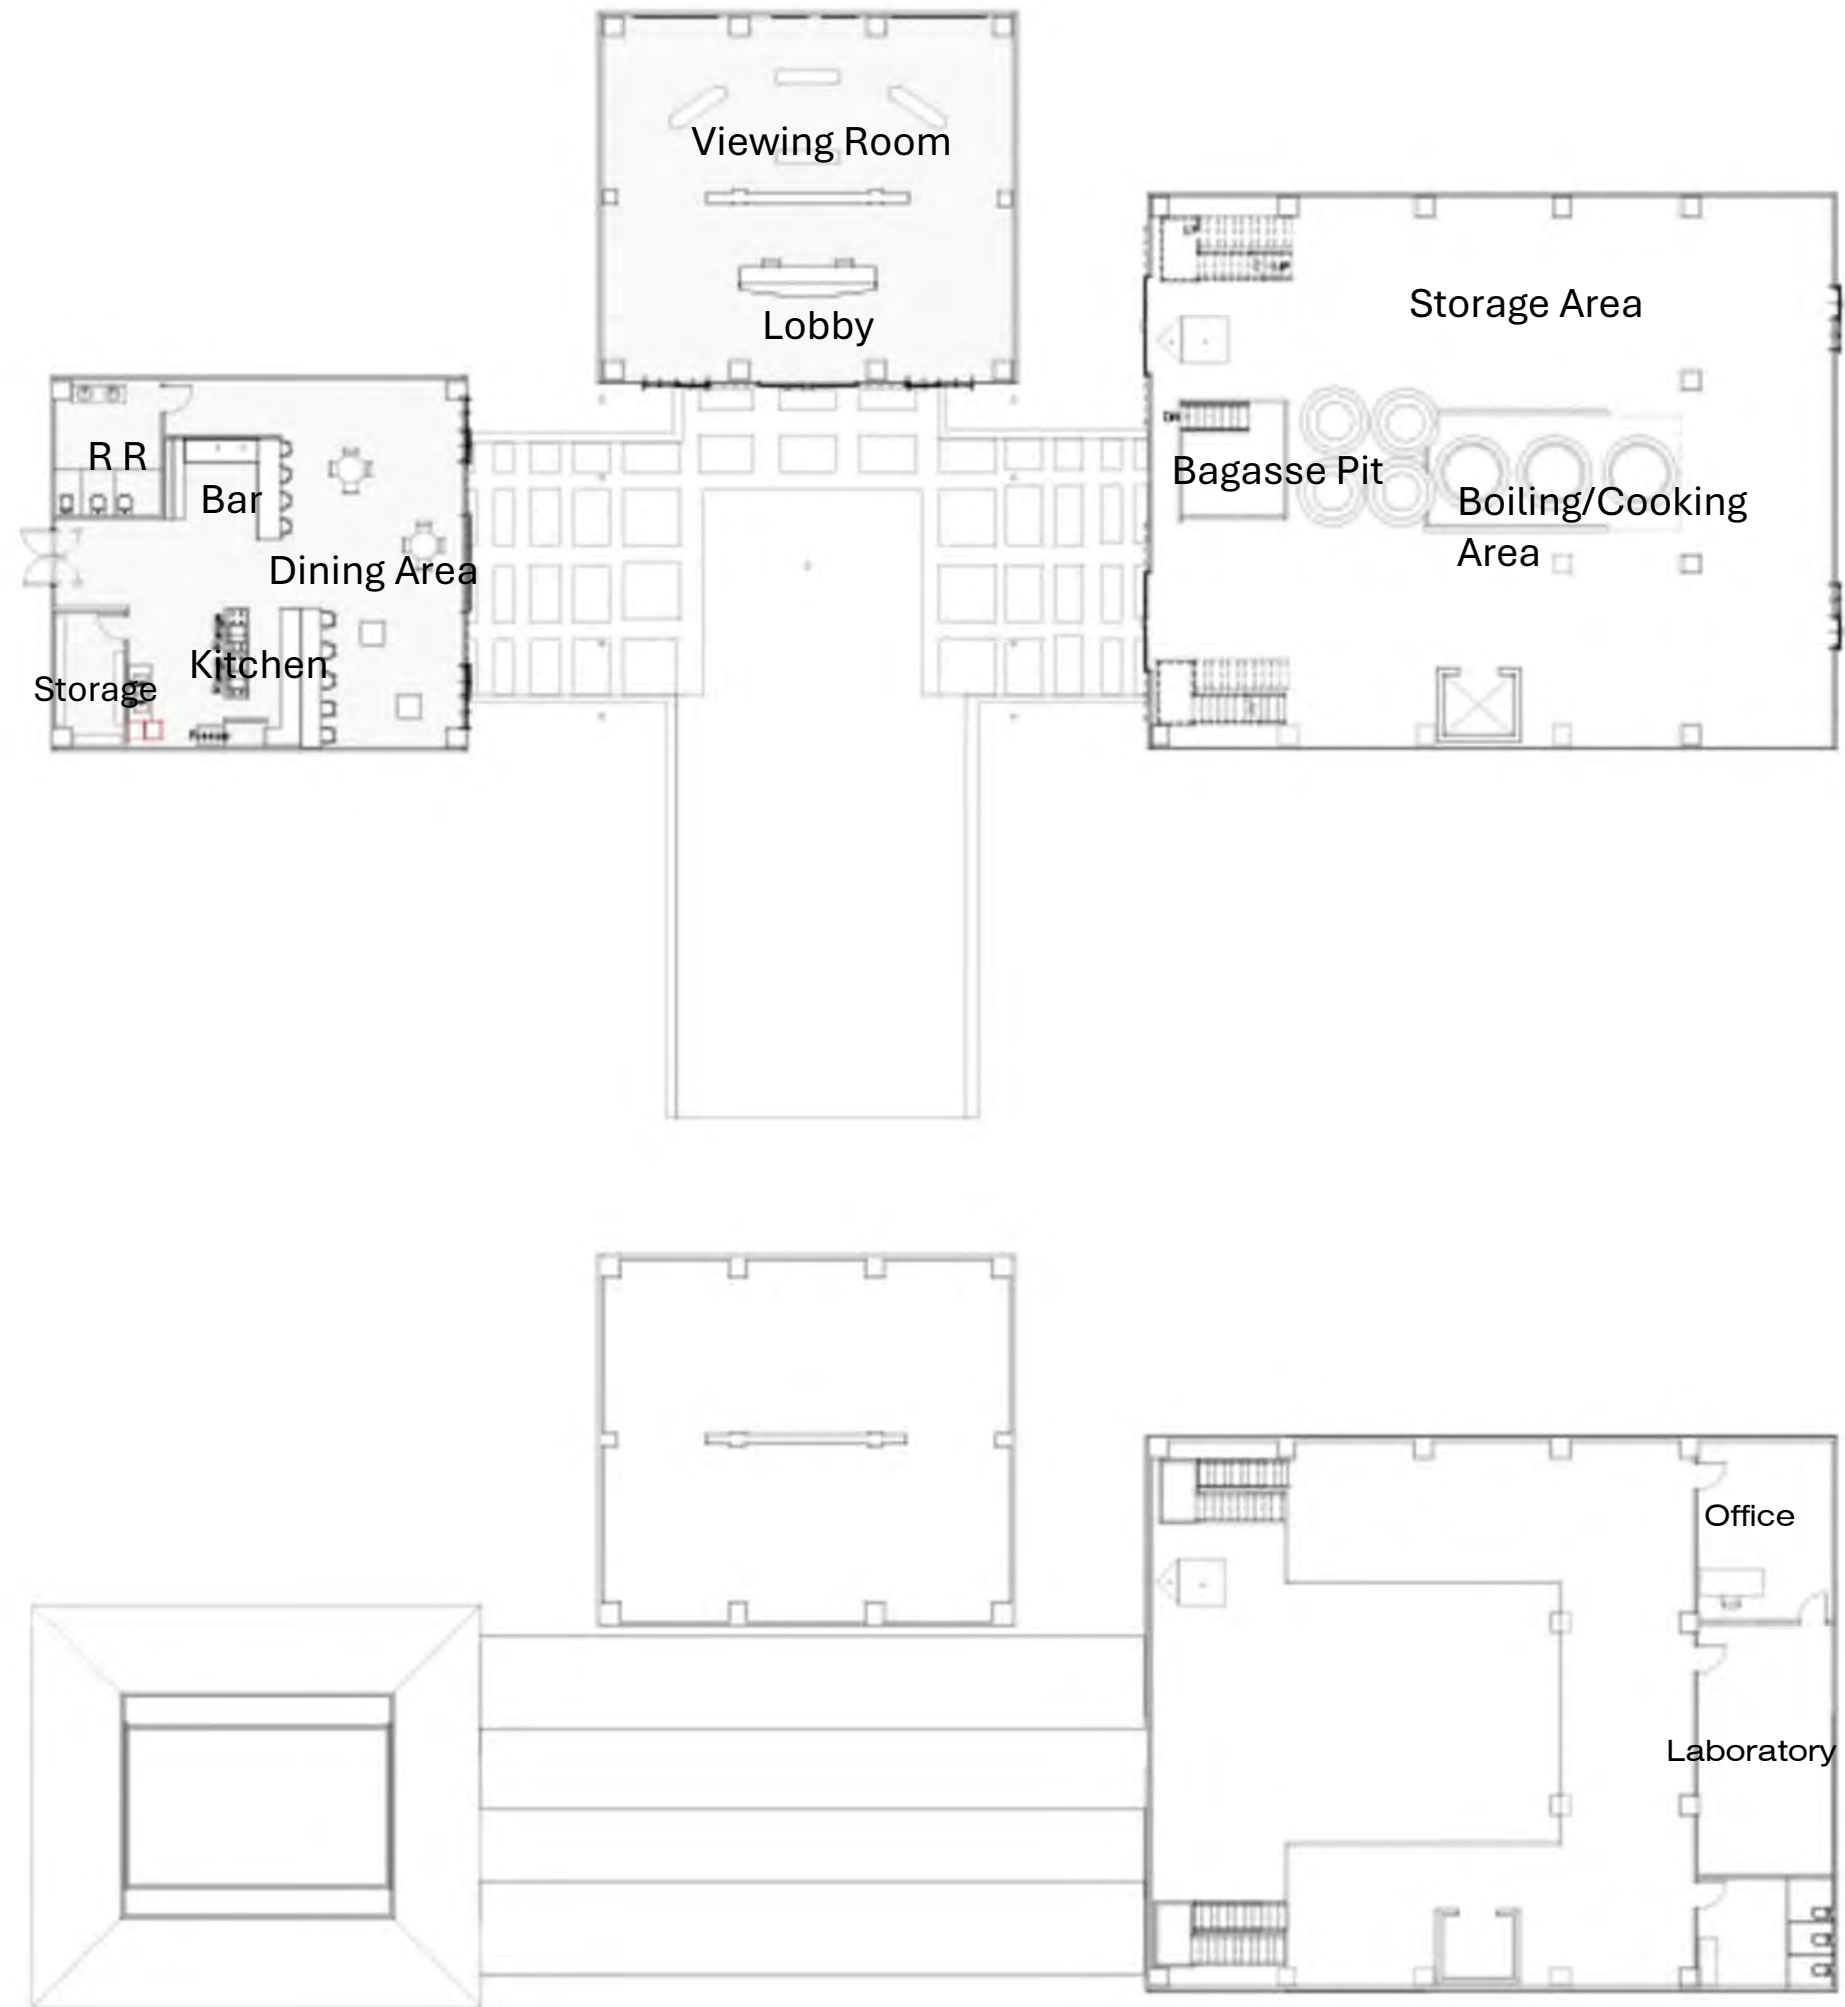 Viewing Room
Lobby
Storage Area
R R
Bar
Bagasse Pit
Boiling/Cooking
Area
Dining Area
Kitchen
Storage
Office
Laboratory